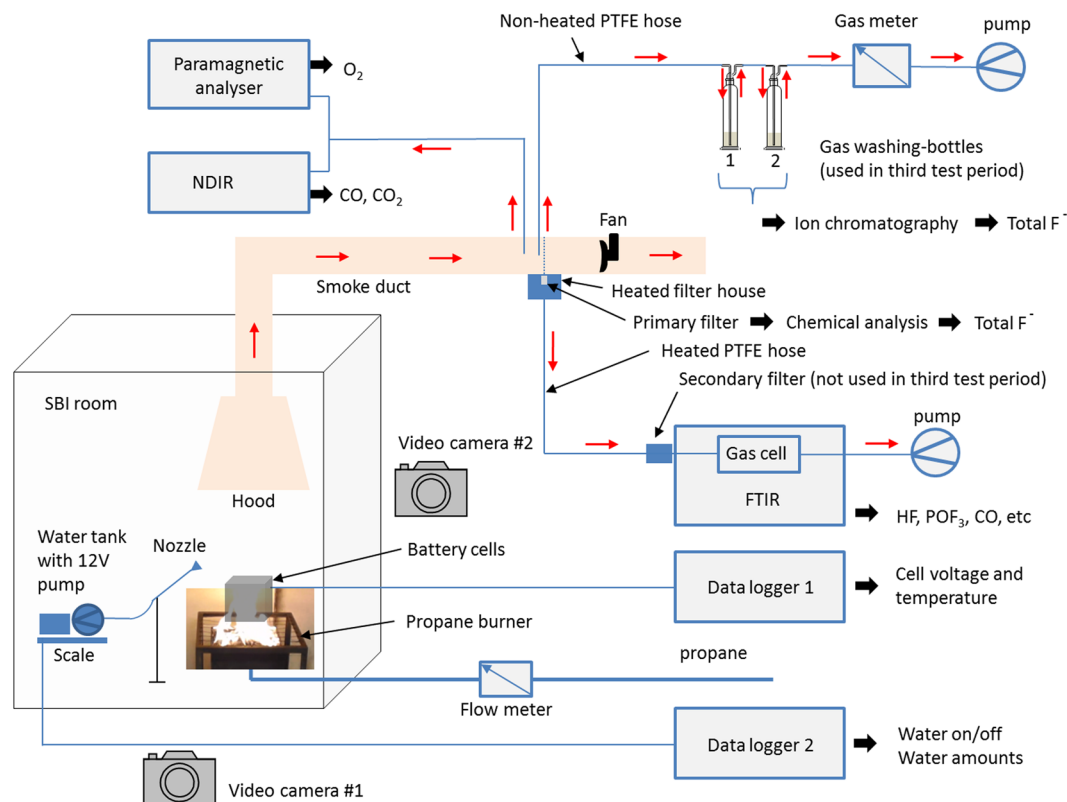 Non-heated PTFE hose
Gas meter
pump
Paramagnetic
analyser
O₂
NDIR
CO, CO₂
1
2
Gas washing-bottles
(used in third test period)
Ion chromatography
Total F⁻
Fan
Smoke duct
Heated filter house
Primary filter
Chemical analysis
Total F⁻
Heated PTFE hose
Secondary filter (not used in third test period)
SBI room
Hood
Video camera #2
Gas cell
FTIR
pump
HF, POF₃, CO, etc
Water tank
with 12V
pump
Nozzle
Scale
Battery cells
Propane burner
Data logger 1
Cell voltage and
temperature
propane
Flow meter
Data logger 2
Water on/off
Water amounts
Video camera #1